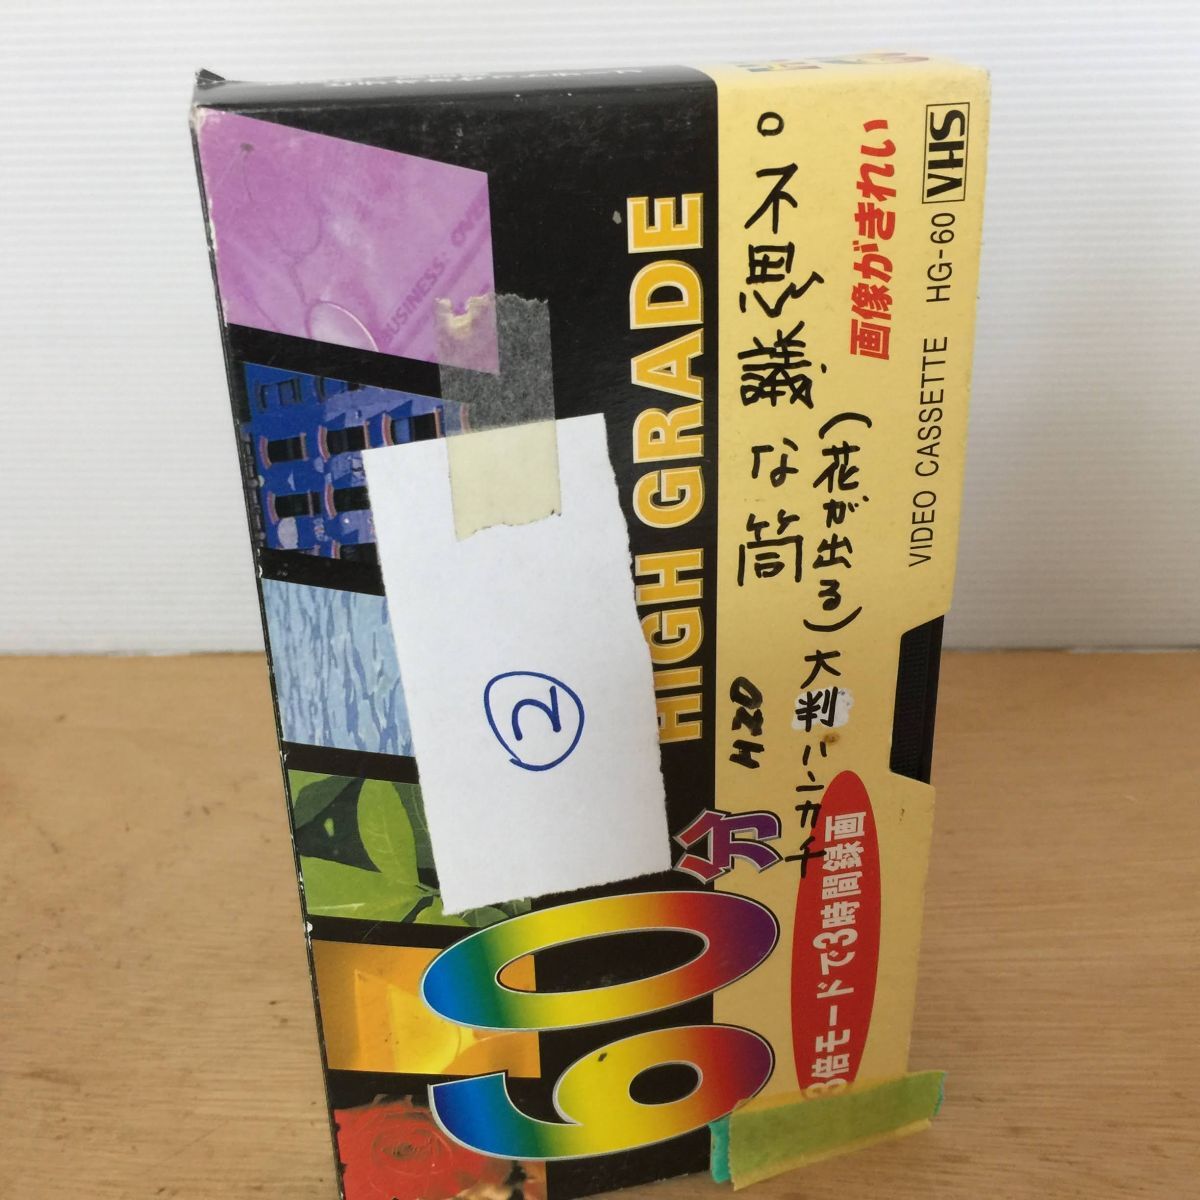 。不思議な筒
(花が出る)大判ハンカチ
H20
画像がきれい
VIDEO CASSETTE HG-60 VHS
HIGH GRADE
60分
3倍モードで3時間録画
②
BUSINESS